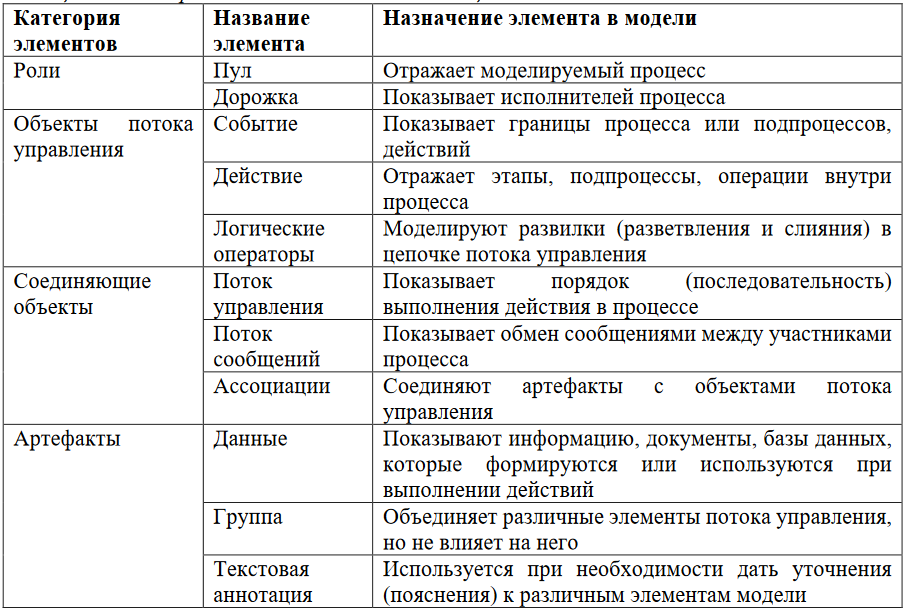 Категория элементов
Название элемента
Назначение элемента в модели
Роли
Пул
Отражает моделируемый процесс
Дорожка
Показывает исполнителей процесса
Объекты потока
управления
Событие
Показывает границы процесса или подпроцессов,
действий
Действие
Отражает этапы, подпроцессы, операции внутри
процесса
Логические
операторы
Моделируют развилки (разветвления и слияния) в
цепочке потока управления
Соединяющие
объекты
Поток
управления
Показывает порядок (последовательность)
выполнения действия в процессе
Поток
сообщений
Показывает обмен сообщениями между участниками
процесса
Ассоциации
Соединяют артефакты с объектами потока
управления
Артефакты
Данные
Показывают информацию, документы, базы данных,
которые формируются или используются при
выполнении действий
Группа
Объединяет различные элементы потока управления,
но не влияет на него
Текстовая
аннотация
Используется при необходимости дать уточнения
(пояснения) к различным элементам модели